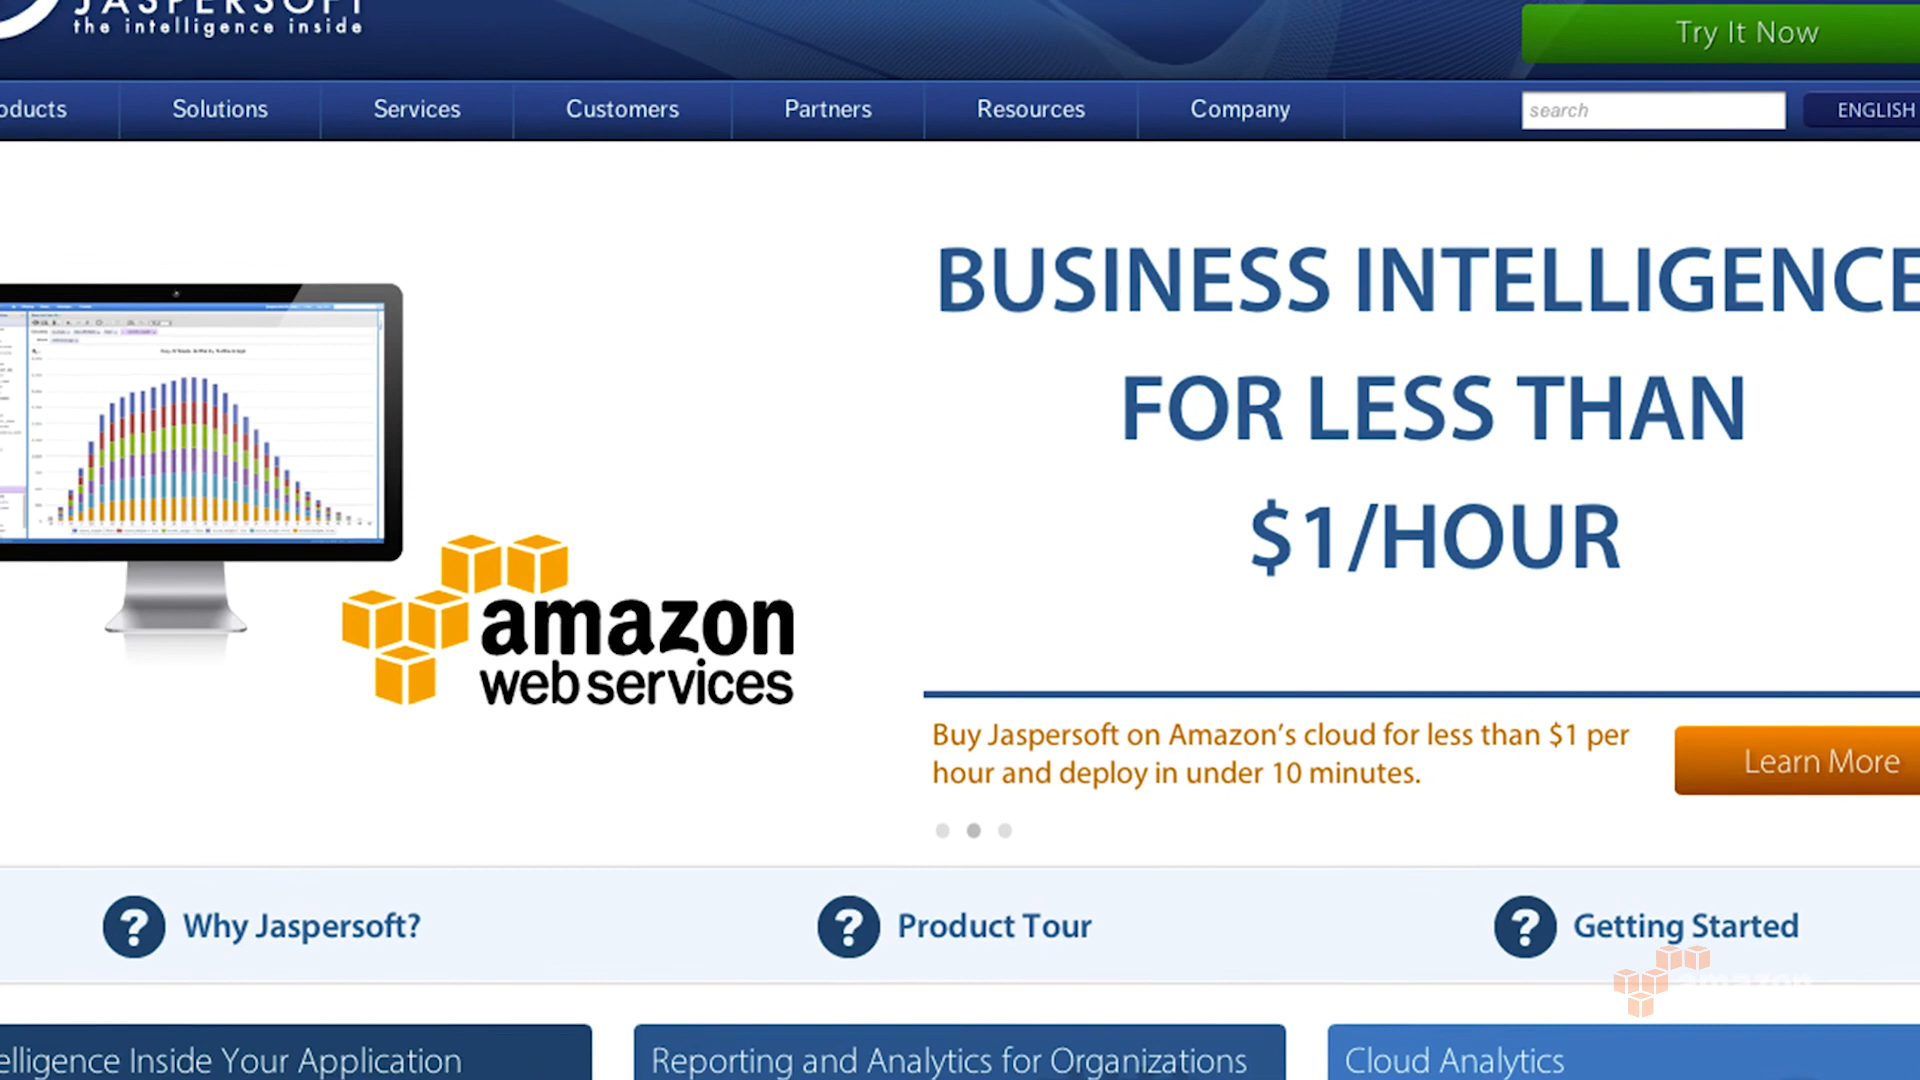 JASPERSOFT
the intelligence inside
Try It Now
oducts
Solutions
Services
Customers
Partners
Resources
Company
search
ENGLISH
BUSINESS INTELLIGENCE
FOR LESS THAN
$1/HOUR
amazon
web services
Buy Jaspersoft on Amazon's cloud for less than $1 per
hour and deploy in under 10 minutes.
Learn More
Why Jaspersoft?
Product Tour
Getting Started
amazon
elligence Inside Your Application
Reporting and Analytics for Organizations
Cloud Analytics